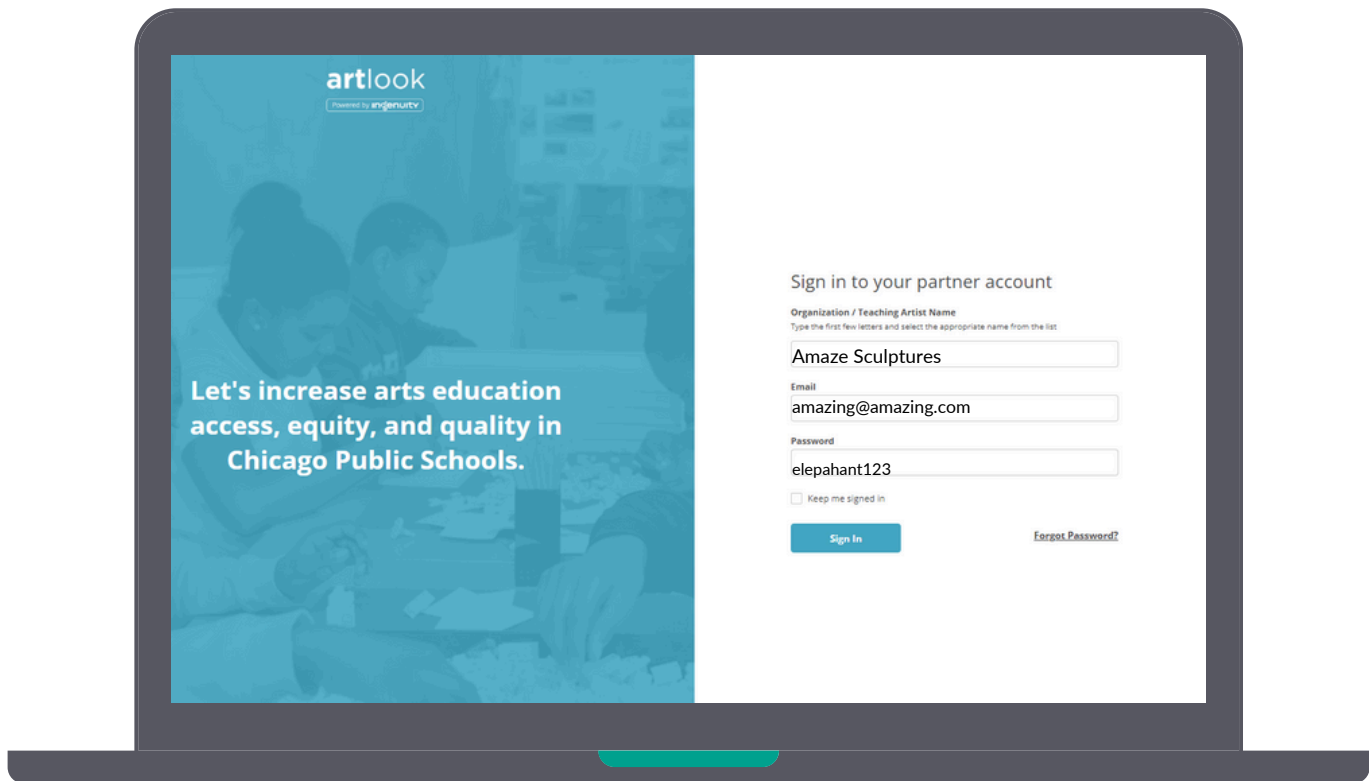 artlook
Powered by ingenuity
Let's increase arts education
access, equity, and quality in
Chicago Public Schools.
Sign in to your partner account
Organization / Teaching Artist Name
Type the first few letters and select the appropriate name from the list
Amaze Sculptures
Email
amazing@amazing.com
Password
elepahant123
Keep me signed in
Sign In
Forgot Password?